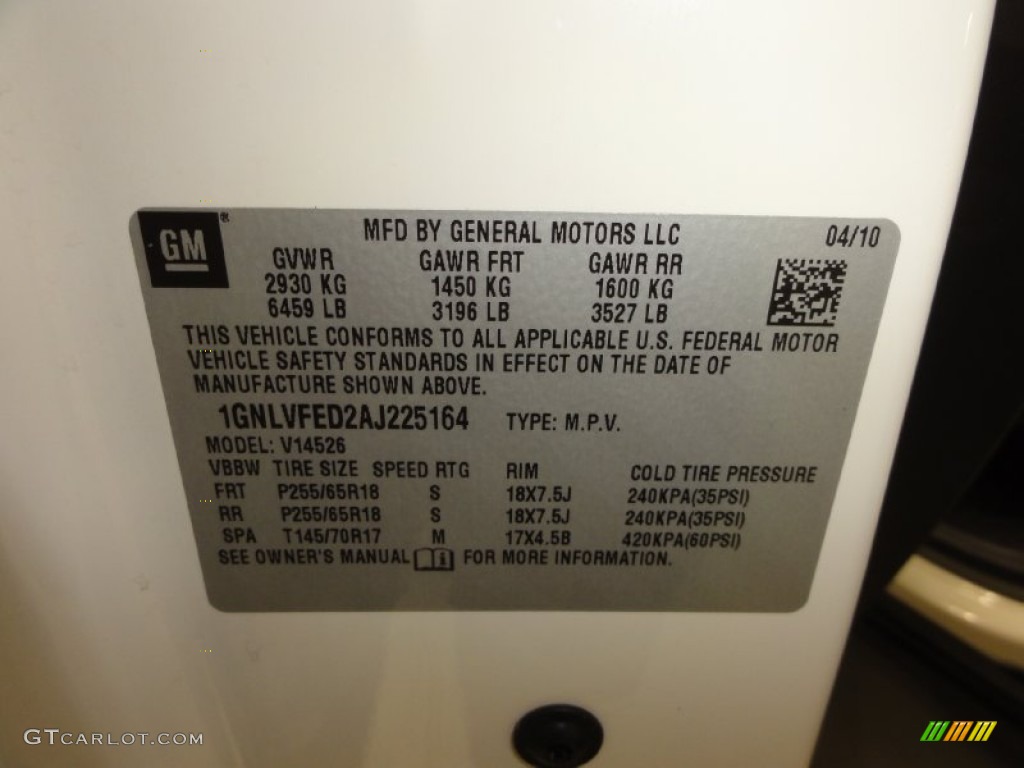 GM®
MFD BY GENERAL MOTORS LLC 04/10
GVWR GAWR FRT GAWR RR
2930 KG 1450 KG 1600 KG
6459 LB 3196 LB 3527 LB
THIS VEHICLE CONFORMS TO ALL APPLICABLE U.S. FEDERAL MOTOR
VEHICLE SAFETY STANDARDS IN EFFECT ON THE DATE OF
MANUFACTURE SHOWN ABOVE.
1GNLVFED2AJ225164 TYPE: M.P.V.
MODEL: V14526
VBBW TIRE SIZE SPEED RTG RIM COLD TIRE PRESSURE
FRT P255/65R18 S 18X7.5J 240KPA(35PSI)
RR P255/65R18 S 18X7.5J 240KPA(35PSI)
SPA T145/70R17 M 17X4.5B 420KPA(60PSI)
SEE OWNER'S MANUAL i FOR MORE INFORMATION.
GTCARLOT.COM